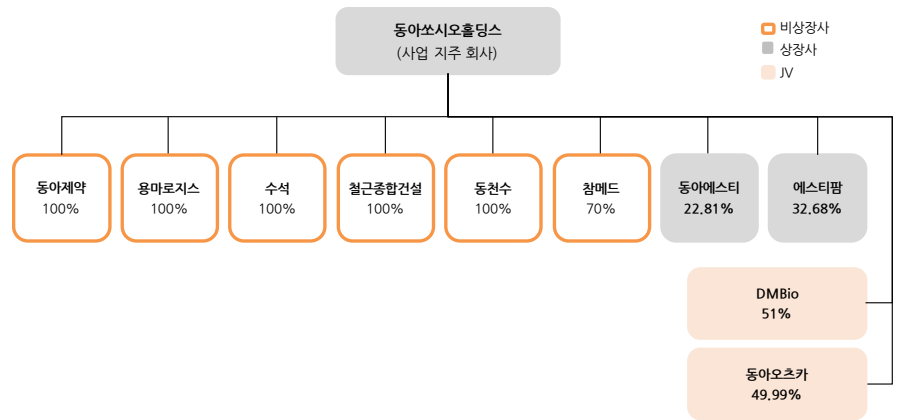 동아쏘시오홀딩스
(사업 지주 회사)
비상장사
상장사
JV
동아제약
100%
용마로지스
100%
수석
100%
철근종합건설
100%
동천수
100%
참메드
70%
동아에스티
22.81%
에스티팜
32.68%
DMBio
51%
동아오츠카
49.99%